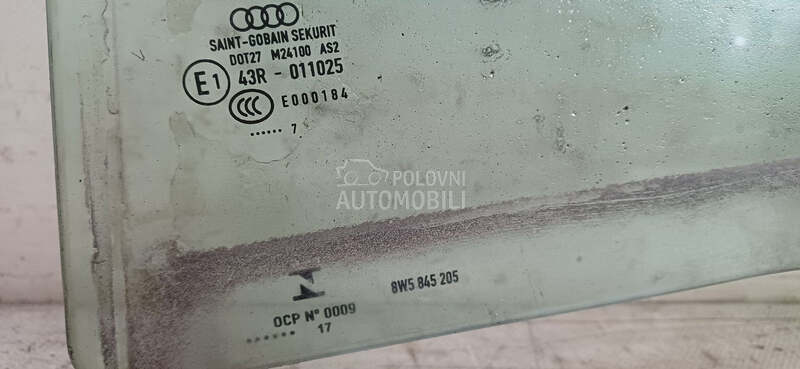 SAINT-GOBAIN SEKURIT
DOT27 M24100 AS2
E1 43R - 011025
CCC E000184
...... 7
POLOVNI
AUTOMOBILI
8W5 845 205
OCP N° 0009
...... 17